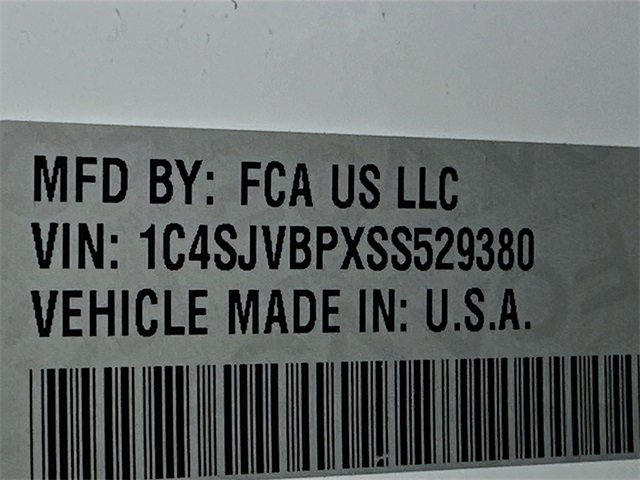 MFD BY: FCA US LLC
VIN: 1C4SJVBPXSS529380
VEHICLE MADE IN: U.S.A.